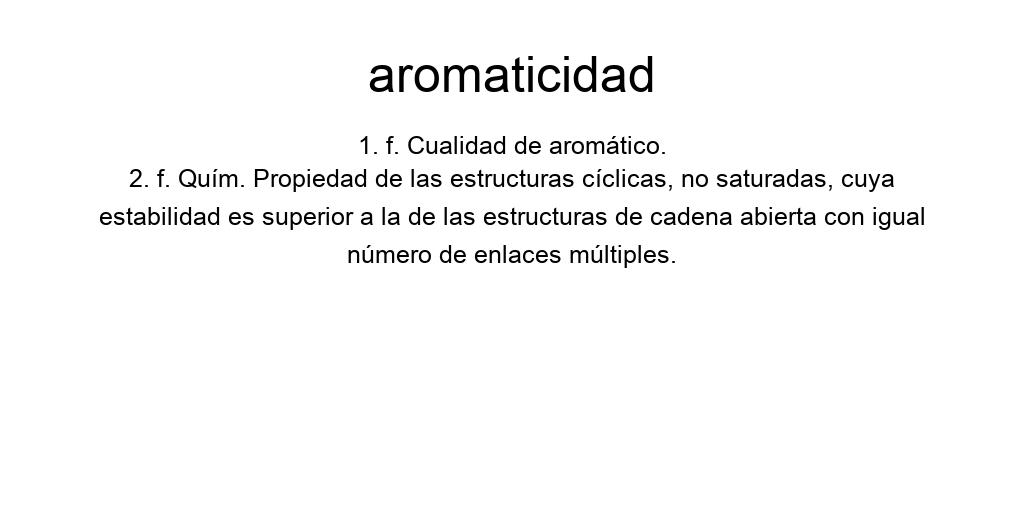 aromaticidad
1. f. Cualidad de aromático.
2. f. Quím. Propiedad de las estructuras cíclicas, no saturadas, cuya
estabilidad es superior a la de las estructuras de cadena abierta con igual
número de enlaces múltiples.